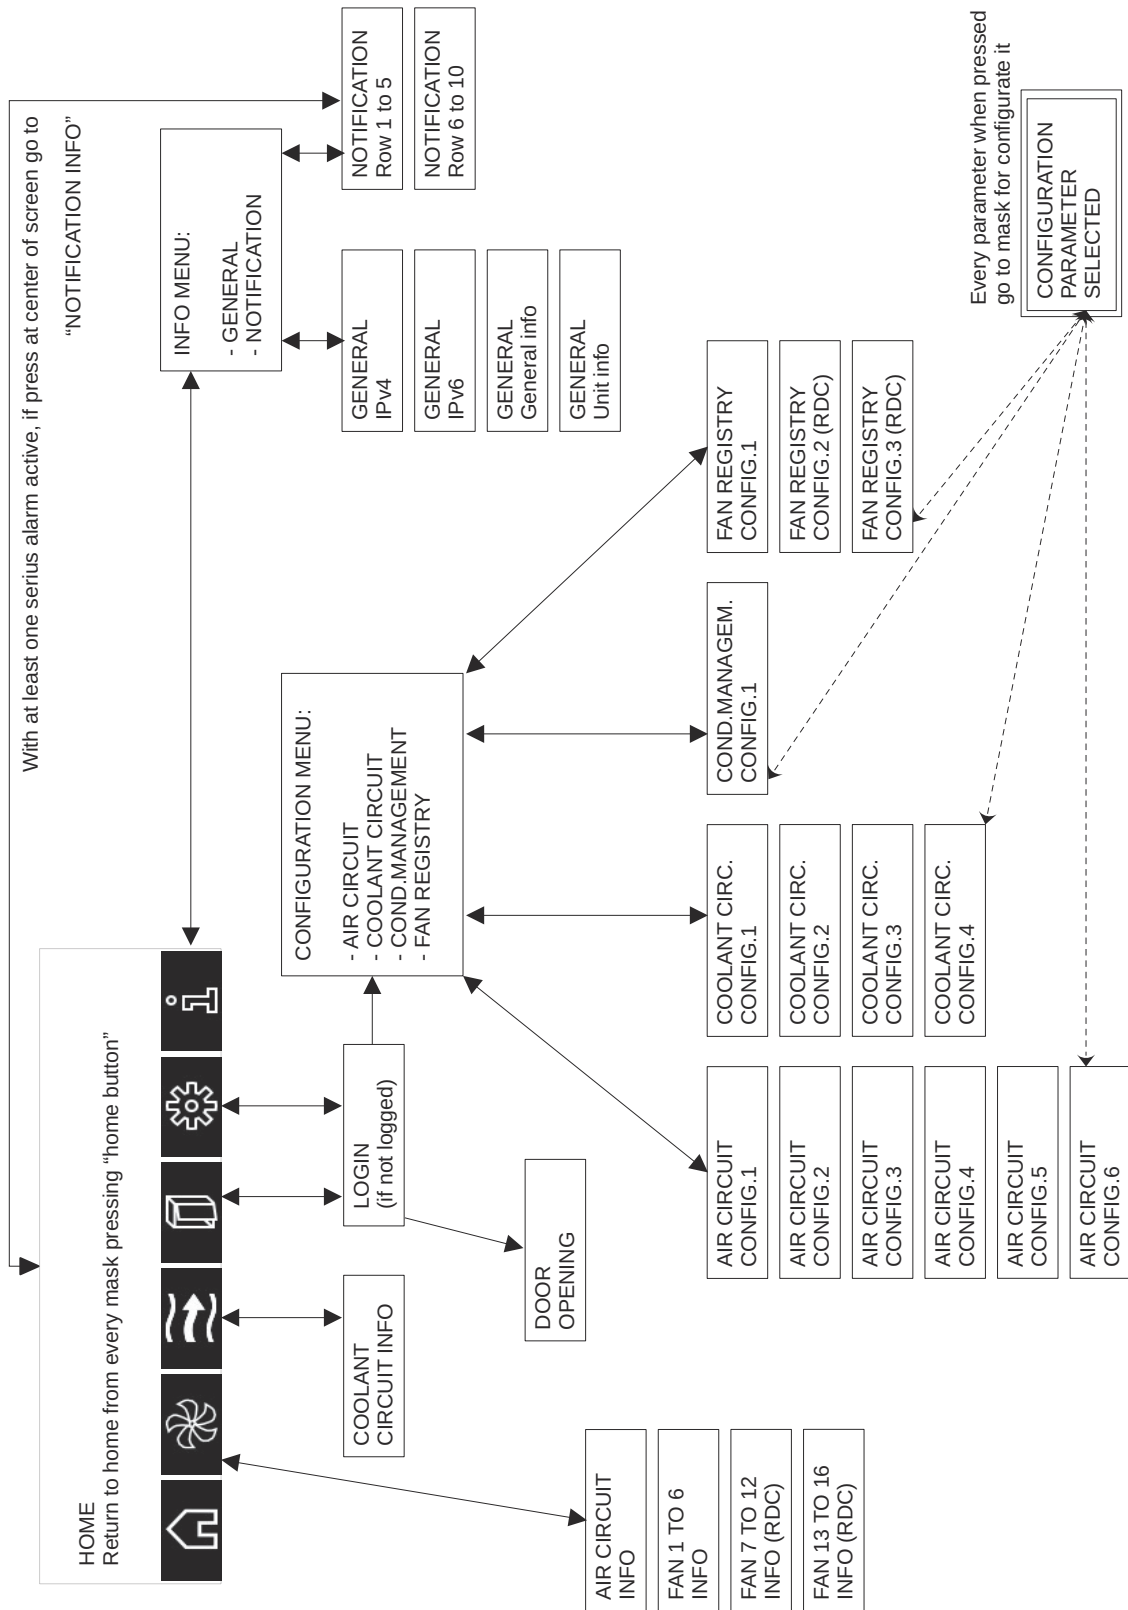 With at least one serius alarm active, if press at center of screen go to
“NOTIFICATION INFO”
HOME
Return to home from every mask pressing “home button”
INFO MENU:
- GENERAL
- NOTIFICATION
AIR CIRCUIT
INFO
FAN 1 TO 6
INFO
FAN 7 TO 12
INFO (RDC)
FAN 13 TO 16
INFO (RDC)
COOLANT
CIRCUIT INFO
LOGIN
(if not logged)
DOOR
OPENING
CONFIGURATION MENU:
- AIR CIRCUIT
- COOLANT CIRCUIT
- COND.MANAGEMENT
- FAN REGISTRY
GENERAL
IPv4
GENERAL
IPv6
GENERAL
General info
GENERAL
Unit info
NOTIFICATION
Row 1 to 5
NOTIFICATION
Row 6 to 10
AIR CIRCUIT
CONFIG.1
AIR CIRCUIT
CONFIG.2
AIR CIRCUIT
CONFIG.3
AIR CIRCUIT
CONFIG.4
AIR CIRCUIT
CONFIG.5
AIR CIRCUIT
CONFIG.6
COOLANT CIRC.
CONFIG.1
COOLANT CIRC.
CONFIG.2
COOLANT CIRC.
CONFIG.3
COOLANT CIRC.
CONFIG.4
COND.MANAGEM.
CONFIG.1
FAN REGISTRY
CONFIG.1
FAN REGISTRY
CONFIG.2 (RDC)
FAN REGISTRY
CONFIG.3 (RDC)
Every parameter when pressed
go to mask for configurate it
CONFIGURATION
PARAMETER
SELECTED